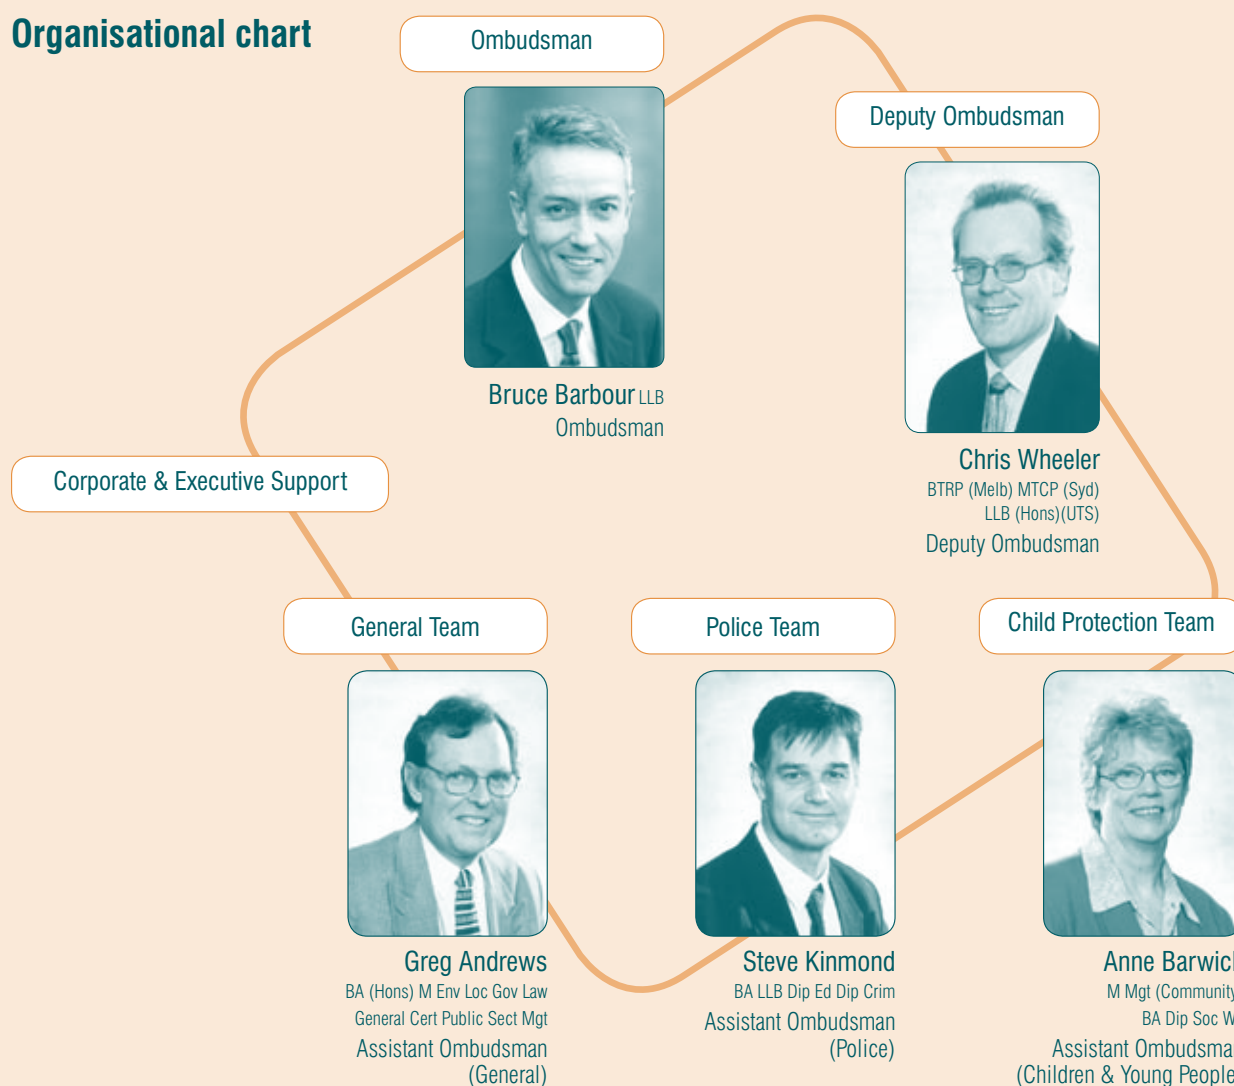 Organisational chart
Ombudsman
Deputy Ombudsman
Bruce Barbour LLB
Ombudsman
Chris Wheeler
BTRP (Melb) MTCP (Syd)
LLB (Hons)(UTS)
Deputy Ombudsman
Corporate & Executive Support
General Team
Police Team
Child Protection Team
Greg Andrews
BA (Hons) M Env Loc Gov Law
General Cert Public Sect Mgt
Assistant Ombudsman
(General)
Steve Kinmond
BA LLB Dip Ed Dip Crim
Assistant Ombudsman
(Police)
Anne
M Mgt (Community
BA Dip Soc
Assistant
(Children & Young People